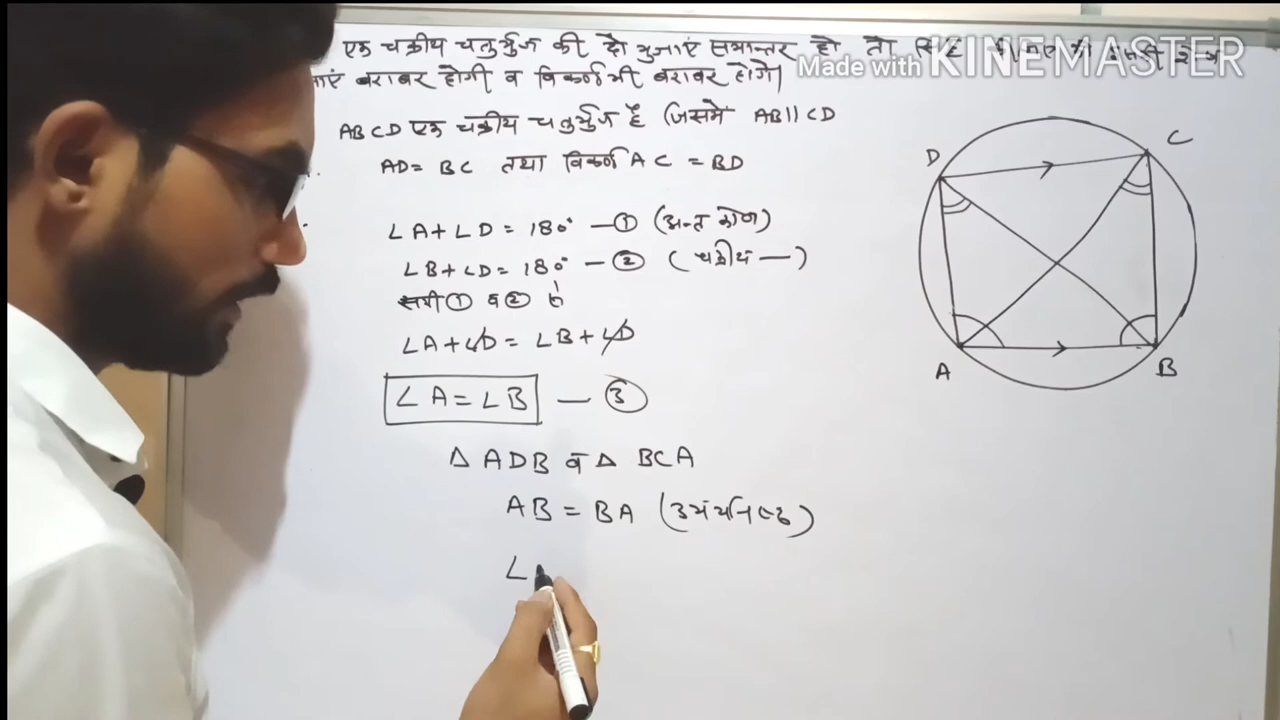 एक चक्रीय चतुर्भुज की दो भुजाएं समान्तर हो तो
बराबर होगी व विकर्ण भी बराबर होंगे|
Made with KINEMASTER
ABCD एक चक्रीय चतुर्भुज है जिसमें AB || CD
AD = BC तथा विकर्ण AC = BD
∠A + ∠D = 180° — ① (अन्त कोण)
∠B + ∠D = 180° — ② (चक्रीय —)
समी ① व ② से
∠A + ∠D = ∠B + ∠D
∠A = ∠B — ③
Δ ADB व Δ BCA
AB = BA (उभयनिष्ठ)
∠
D
C
A
B